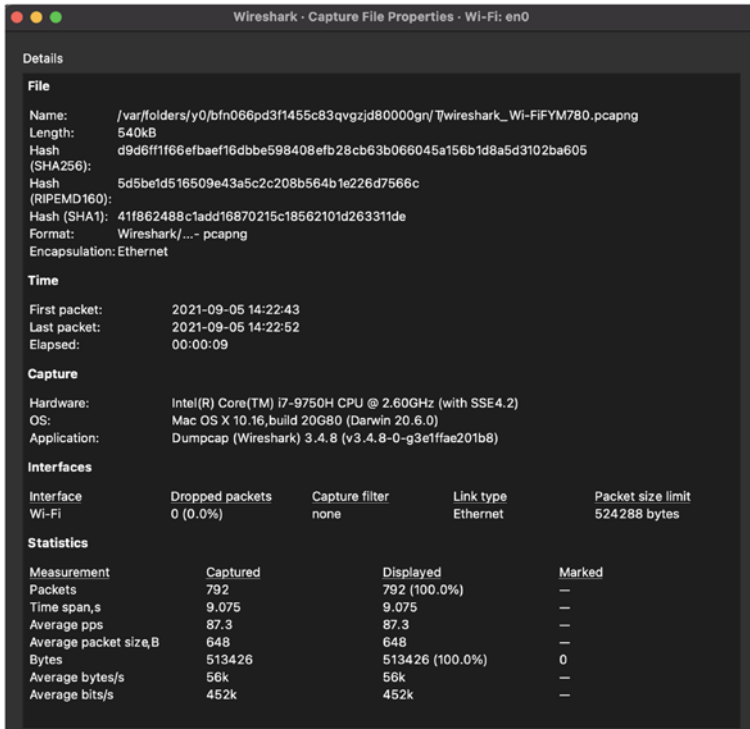 Wireshark · Capture File Properties · Wi-Fi: en0
Details
File
Name: /var/folders/y0/bfn066pd3f1455c83qvgzjd80000gn/T/wireshark_Wi-FiFYM780.pcapng
Length: 540kB
Hash d9d6ff1f66efbaef16dbbe598408efb28cb63b066045a156b1d8a5d3102ba605
(SHA256):
Hash 5d5be1d516509e43a5c2c208b564b1e226d7566c
(RIPEMD160):
Hash (SHA1): 41f862488c1add16870215c18562101d263311de
Format: Wireshark/...- pcapng
Encapsulation: Ethernet
Time
First packet: 2021-09-05 14:22:43
Last packet: 2021-09-05 14:22:52
Elapsed: 00:00:09
Capture
Hardware: Intel(R) Core(TM) i7-9750H CPU @ 2.60GHz (with SSE4.2)
OS: Mac OS X 10.16,build 20G80 (Darwin 20.6.0)
Application: Dumpcap (Wireshark) 3.4.8 (v3.4.8-0-g3e1ffae201b8)
Interfaces
Interface Dropped packets Capture filter Link type Packet size limit
Wi-Fi 0 (0.0%) none Ethernet 524288 bytes
Statistics
Measurement Captured Displayed Marked
Packets 792 792 (100.0%) —
Time span,s 9.075 9.075 —
Average pps 87.3 87.3 —
Average packet size,B 648 648 —
Bytes 513426 513426 (100.0%) 0
Average bytes/s 56k 56k —
Average bits/s 452k 452k —